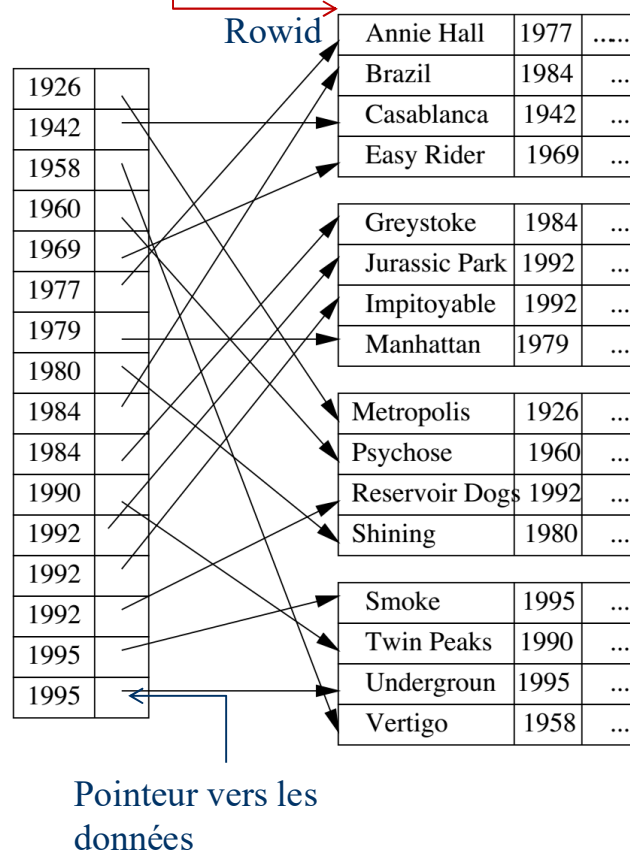 Rowid
1926
1942
1958
1960
1969
1977
1979
1980
1984
1984
1990
1992
1992
1992
1995
1995
Annie Hall 1977 ......
Brazil 1984 ...
Casablanca 1942 ...
Easy Rider 1969 ...
Greystoke 1984 ...
Jurassic Park 1992 ...
Impitoyable 1992 ...
Manhattan 1979 ...
Metropolis 1926 ...
Psychose 1960 ...
Reservoir Dogs 1992 ...
Shining 1980 ...
Smoke 1995 ...
Twin Peaks 1990 ...
Undergroun 1995 ...
Vertigo 1958 ...
Pointeur vers les
données